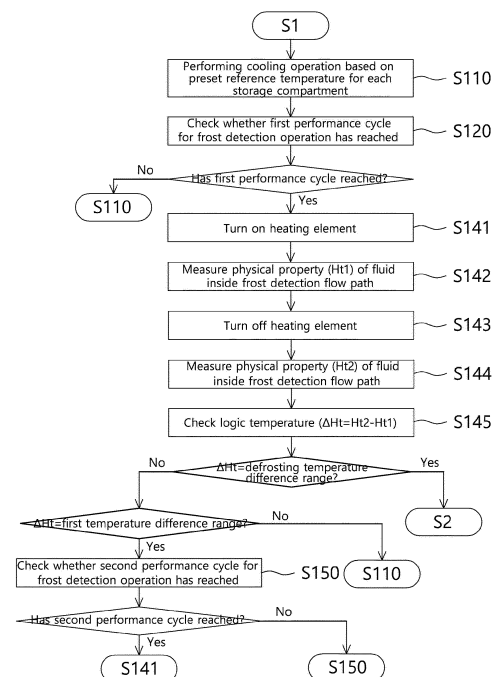 S1
Performing cooling operation based on
preset reference temperature for each
storage compartment
S110
Check whether first performance cycle
for frost detection operation has reached
S120
Has first performance cycle reached?
No
S110
Yes
Turn on heating element
S141
Measure physical property (Ht1) of fluid
inside frost detection flow path
S142
Turn off heating element
S143
Measure physical property (Ht2) of fluid
inside frost detection flow path
S144
Check logic temperature (ΔHt=Ht2-Ht1)
S145
ΔHt=defrosting temperature
difference range?
No
Yes
S2
ΔHt=first temperature difference range?
No
S110
Yes
Check whether second performance cycle for
frost detection operation has reached
S150
Has second performance cycle reached?
No
S150
Yes
S141